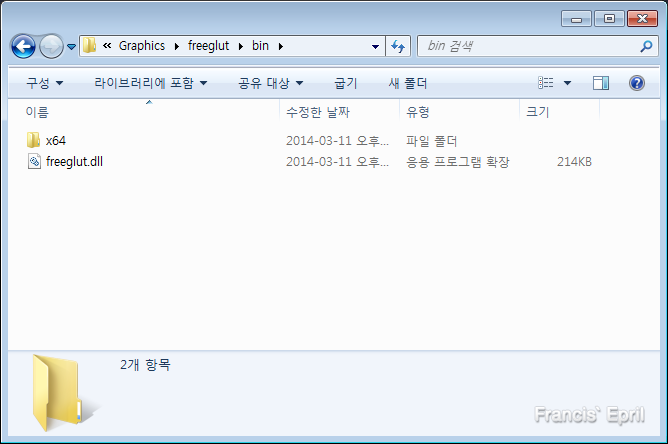 « Graphics ▸ freeglut ▸ bin ▸
bin 검색
구성 라이브러리에 포함 공유 대상 굽기 새 폴더
이름 수정한 날짜 유형 크기
x64 2014-03-11 오후... 파일 폴더
freeglut.dll 2014-03-11 오후... 응용 프로그램 확장 214KB
2개 항목
Francis` Epril